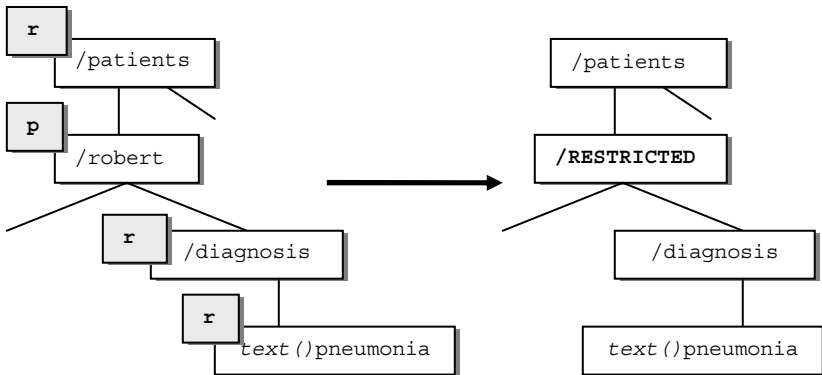 r
/patients
p
/robert
r
/diagnosis
r
text()pneumonia
/patients
/RESTRICTED
/diagnosis
text()pneumonia